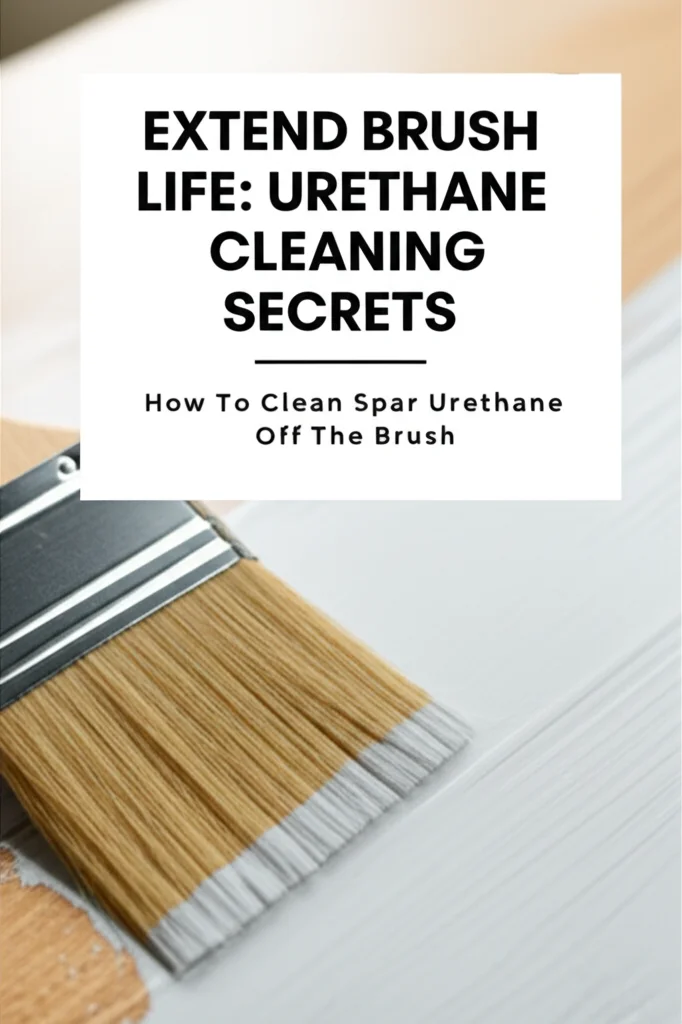 EXTEND BRUSH
LIFE: URETHANE
CLEANING
SECRETS
How To Clean Spar Urethane
Off The Brush